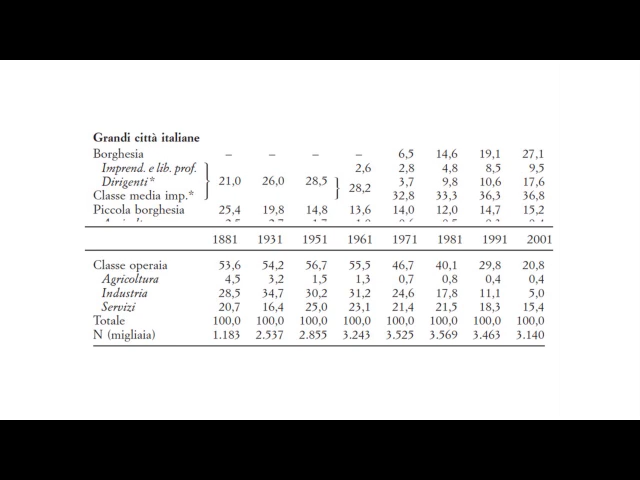 Grandi città italiane
Borghesia – – – – 6,5 14,6 19,1 27,1
Imprend. e lib. prof. 2,6 2,8 4,8 8,5 9,5
Dirigenti* 21,0 26,0 28,5 28,2 3,7 9,8 10,6 17,6
Classe media imp.* 32,8 33,3 36,3 36,8
Piccola borghesia 25,4 19,8 14,8 13,6 14,0 12,0 14,7 15,2
1881 1931 1951 1961 1971 1981 1991 2001
Classe operaia 53,6 54,2 56,7 55,5 46,7 40,1 29,8 20,8
Agricoltura 4,5 3,2 1,5 1,3 0,7 0,8 0,4 0,4
Industria 28,5 34,7 30,2 31,2 24,6 17,8 11,1 5,0
Servizi 20,7 16,4 25,0 23,1 21,4 21,5 18,3 15,4
Totale 100,0 100,0 100,0 100,0 100,0 100,0 100,0 100,0
N (migliaia) 1.183 2.537 2.855 3.243 3.525 3.569 3.463 3.140